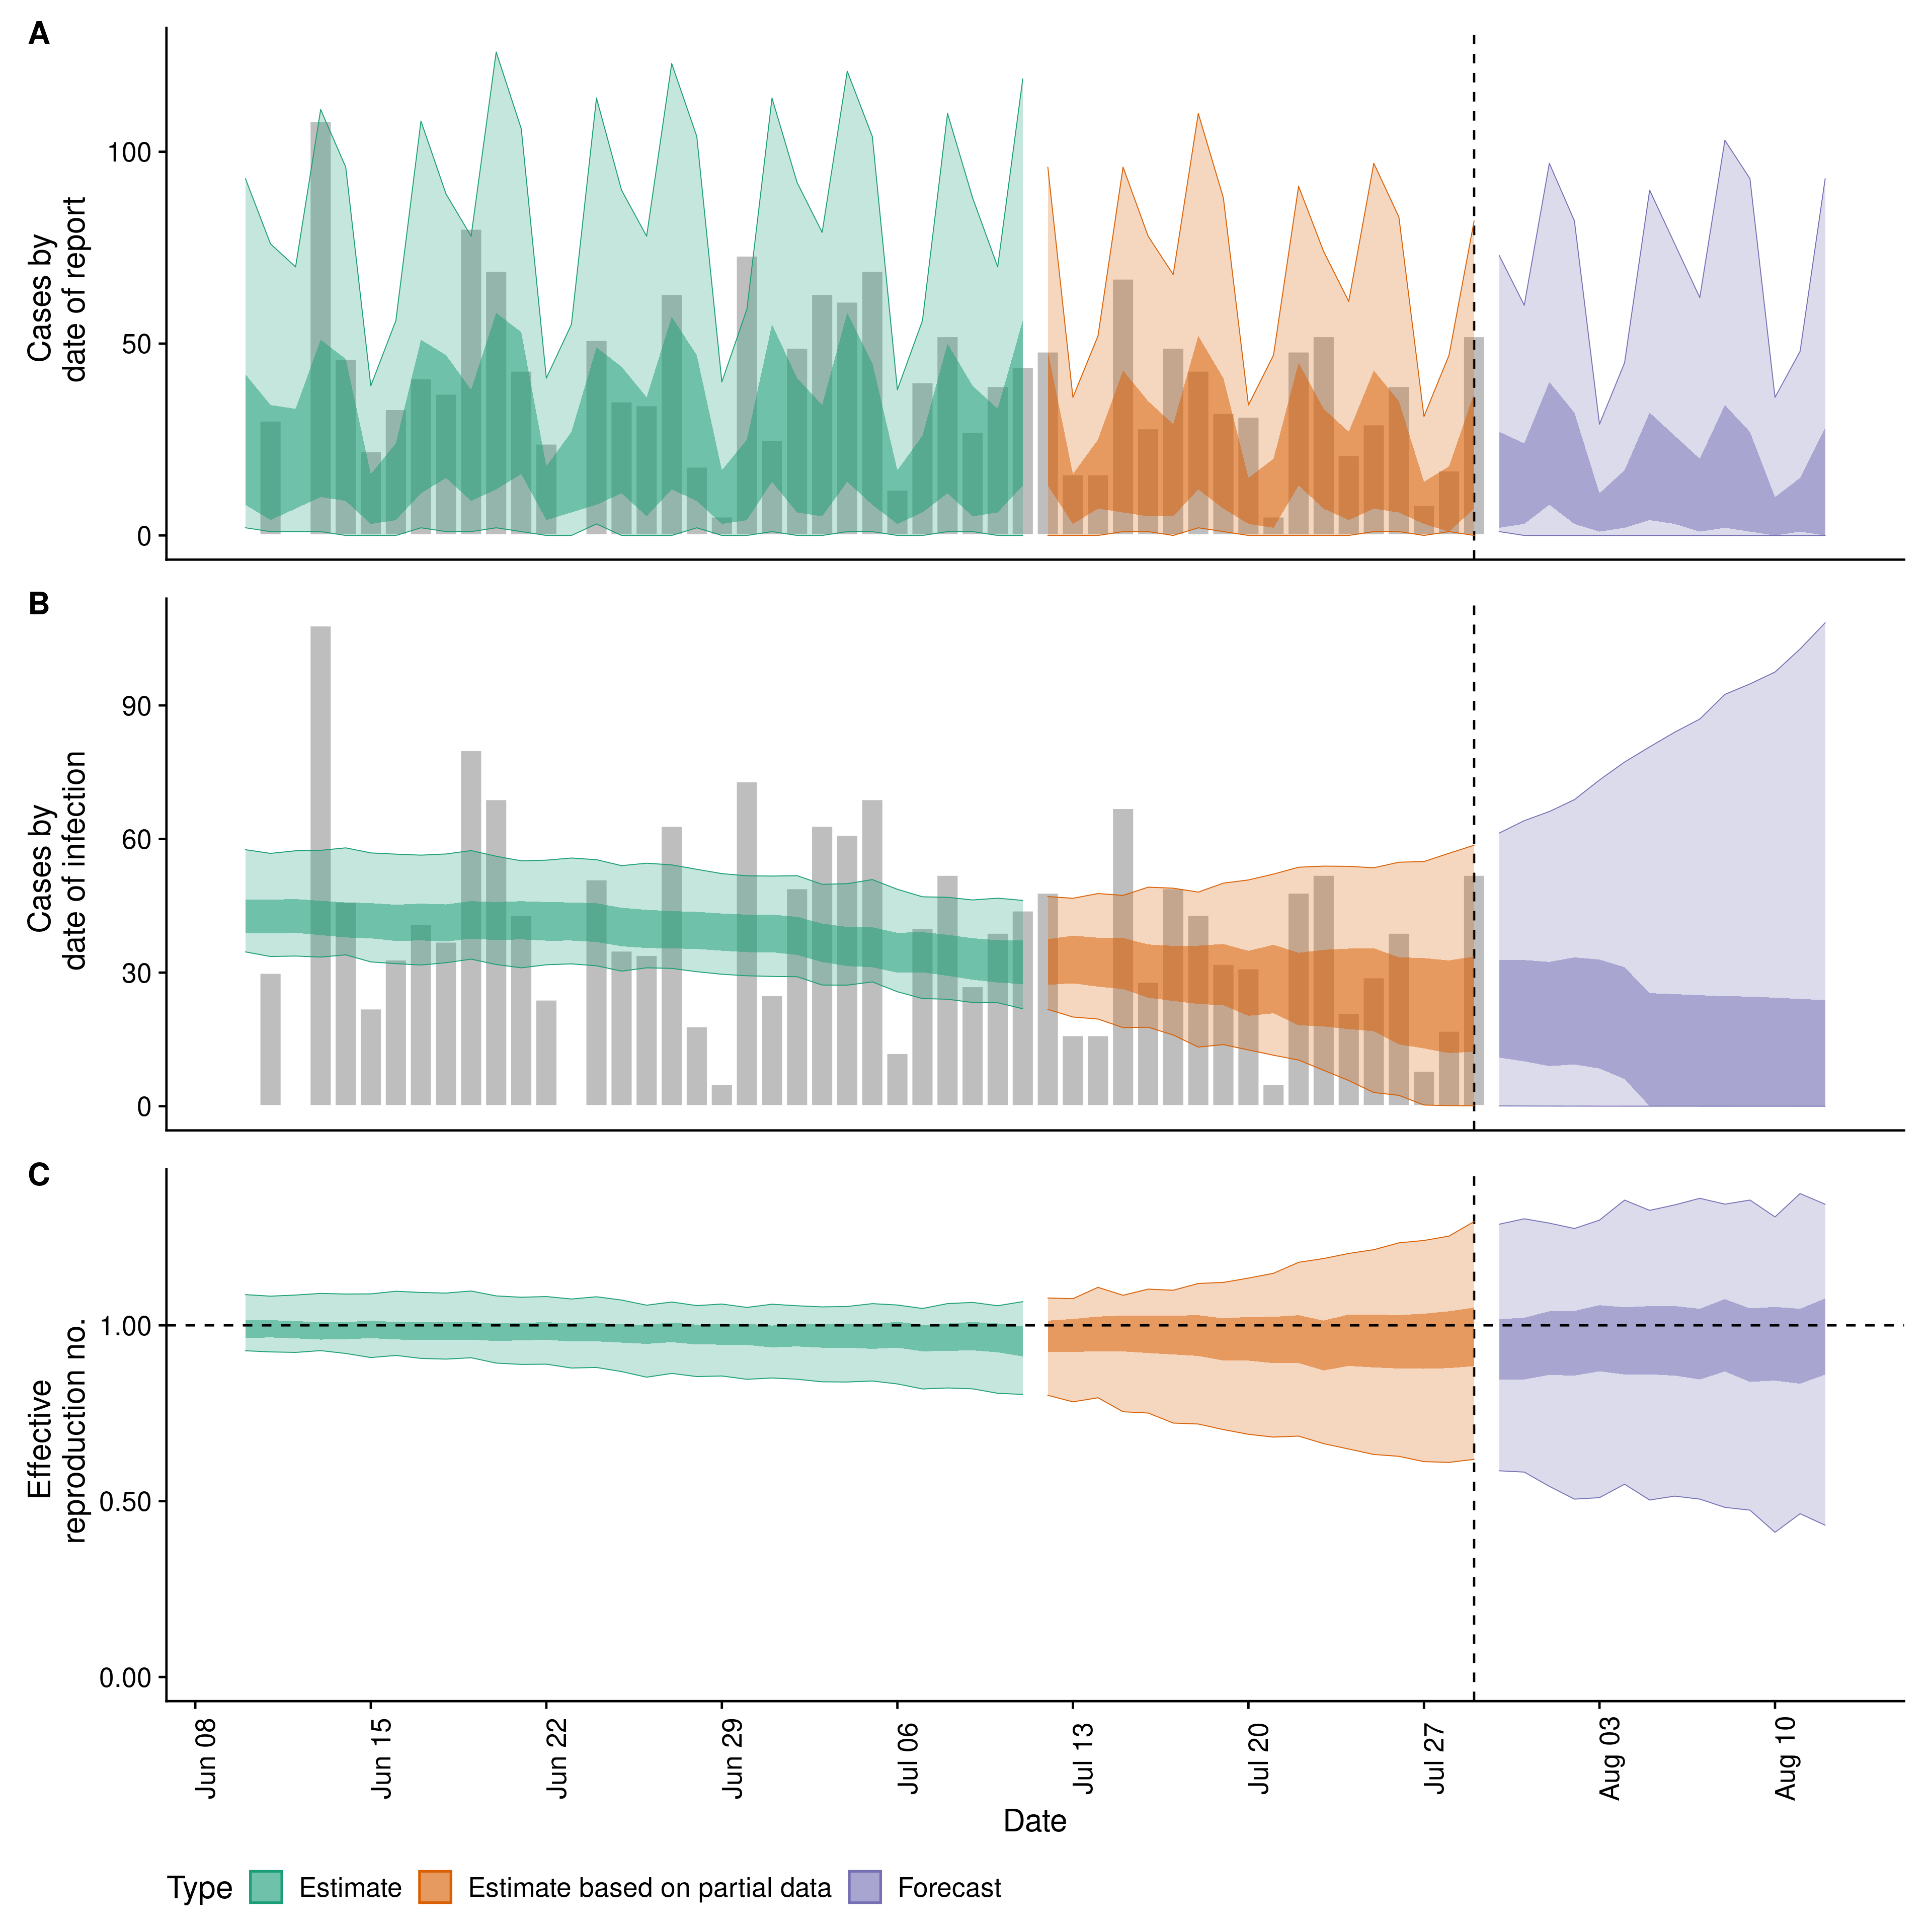 A
Cases by
date of report
100
50
0
B
Cases by
date of infection
90
60
30
0
C
Effective
reproduction no.
1.00
0.50
0.00
Jun 08
Jun 15
Jun 22
Jun 29
Jul 06
Jul 13
Jul 20
Jul 27
Aug 03
Aug 10
Date
Type Estimate Estimate based on partial data Forecast